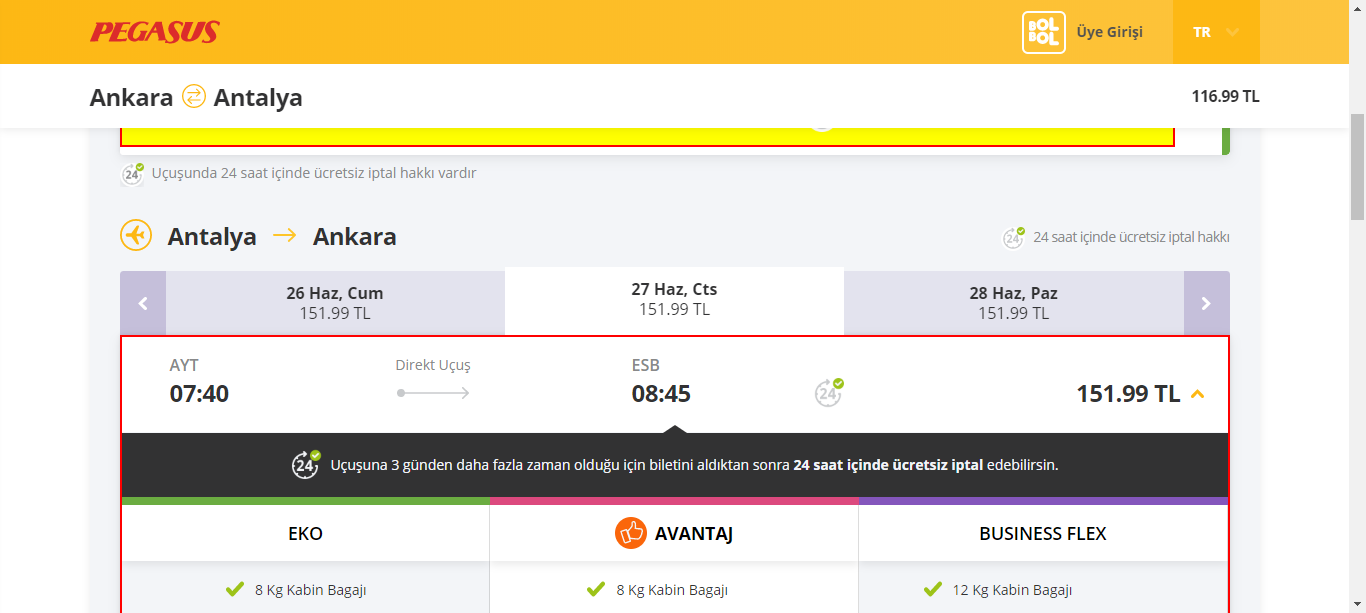 PEGASUS
BOL BOL
Üye Girişi
TR
Ankara Antalya
116.99 TL
24 Uçuşunda 24 saat içinde ücretsiz iptal hakkı vardır
Antalya Ankara
24 24 saat içinde ücretsiz iptal hakkı
26 Haz, Cum
151.99 TL
27 Haz, Cts
151.99 TL
28 Haz, Paz
151.99 TL
AYT
07:40
Direkt Uçuş
ESB
08:45
24
151.99 TL
24 Uçuşuna 3 günden daha fazla zaman olduğu için biletini aldıktan sonra 24 saat içinde ücretsiz iptal edebilirsin.
EKO
AVANTAJ
BUSINESS FLEX
8 Kg Kabin Bagajı
8 Kg Kabin Bagajı
12 Kg Kabin Bagajı